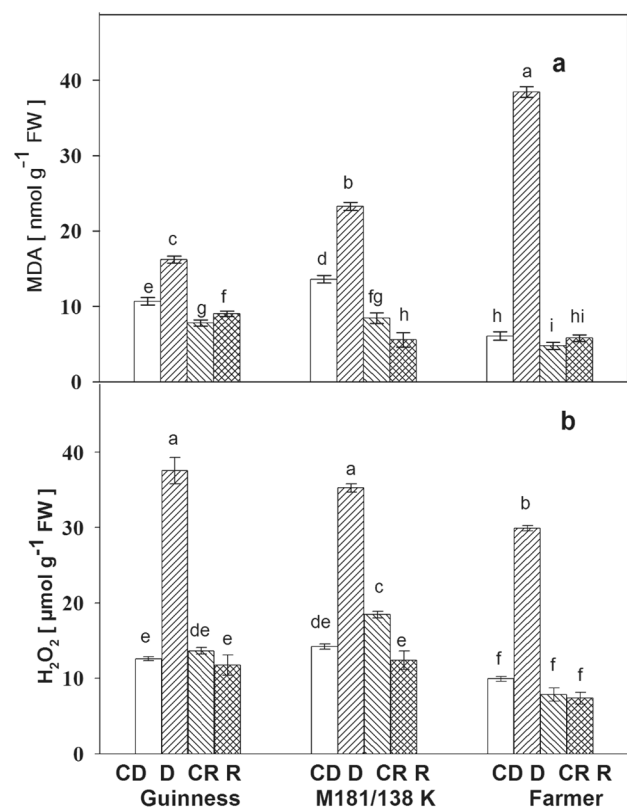 a
MDA [ nmol g-1 FW]
40
30
20
10
0
e
c
g
f
d
b
fg
h
h
a
i
hi
b
H2O2 [ µmol g-1 FW]
40
30
20
10
0
e
a
de
e
de
a
c
e
f
b
f
f
CD D CR R
CD D CR R
CD D CR R
Guinness
M181/138 K
Farmer